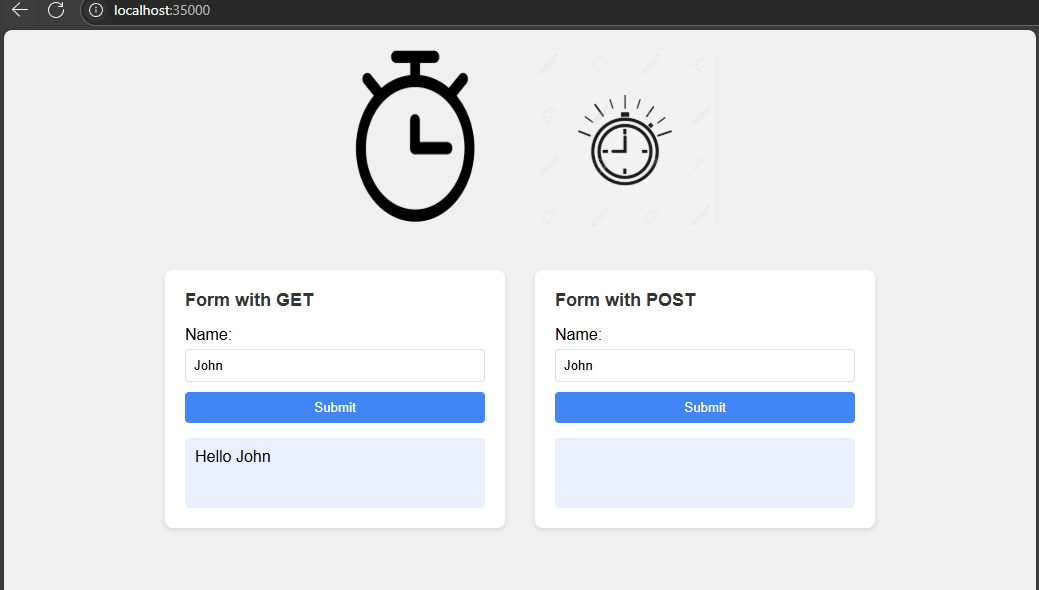 localhost:35000
Form with GET
Form with POST
Name:
Name:
John
John
Submit
Submit
Hello John